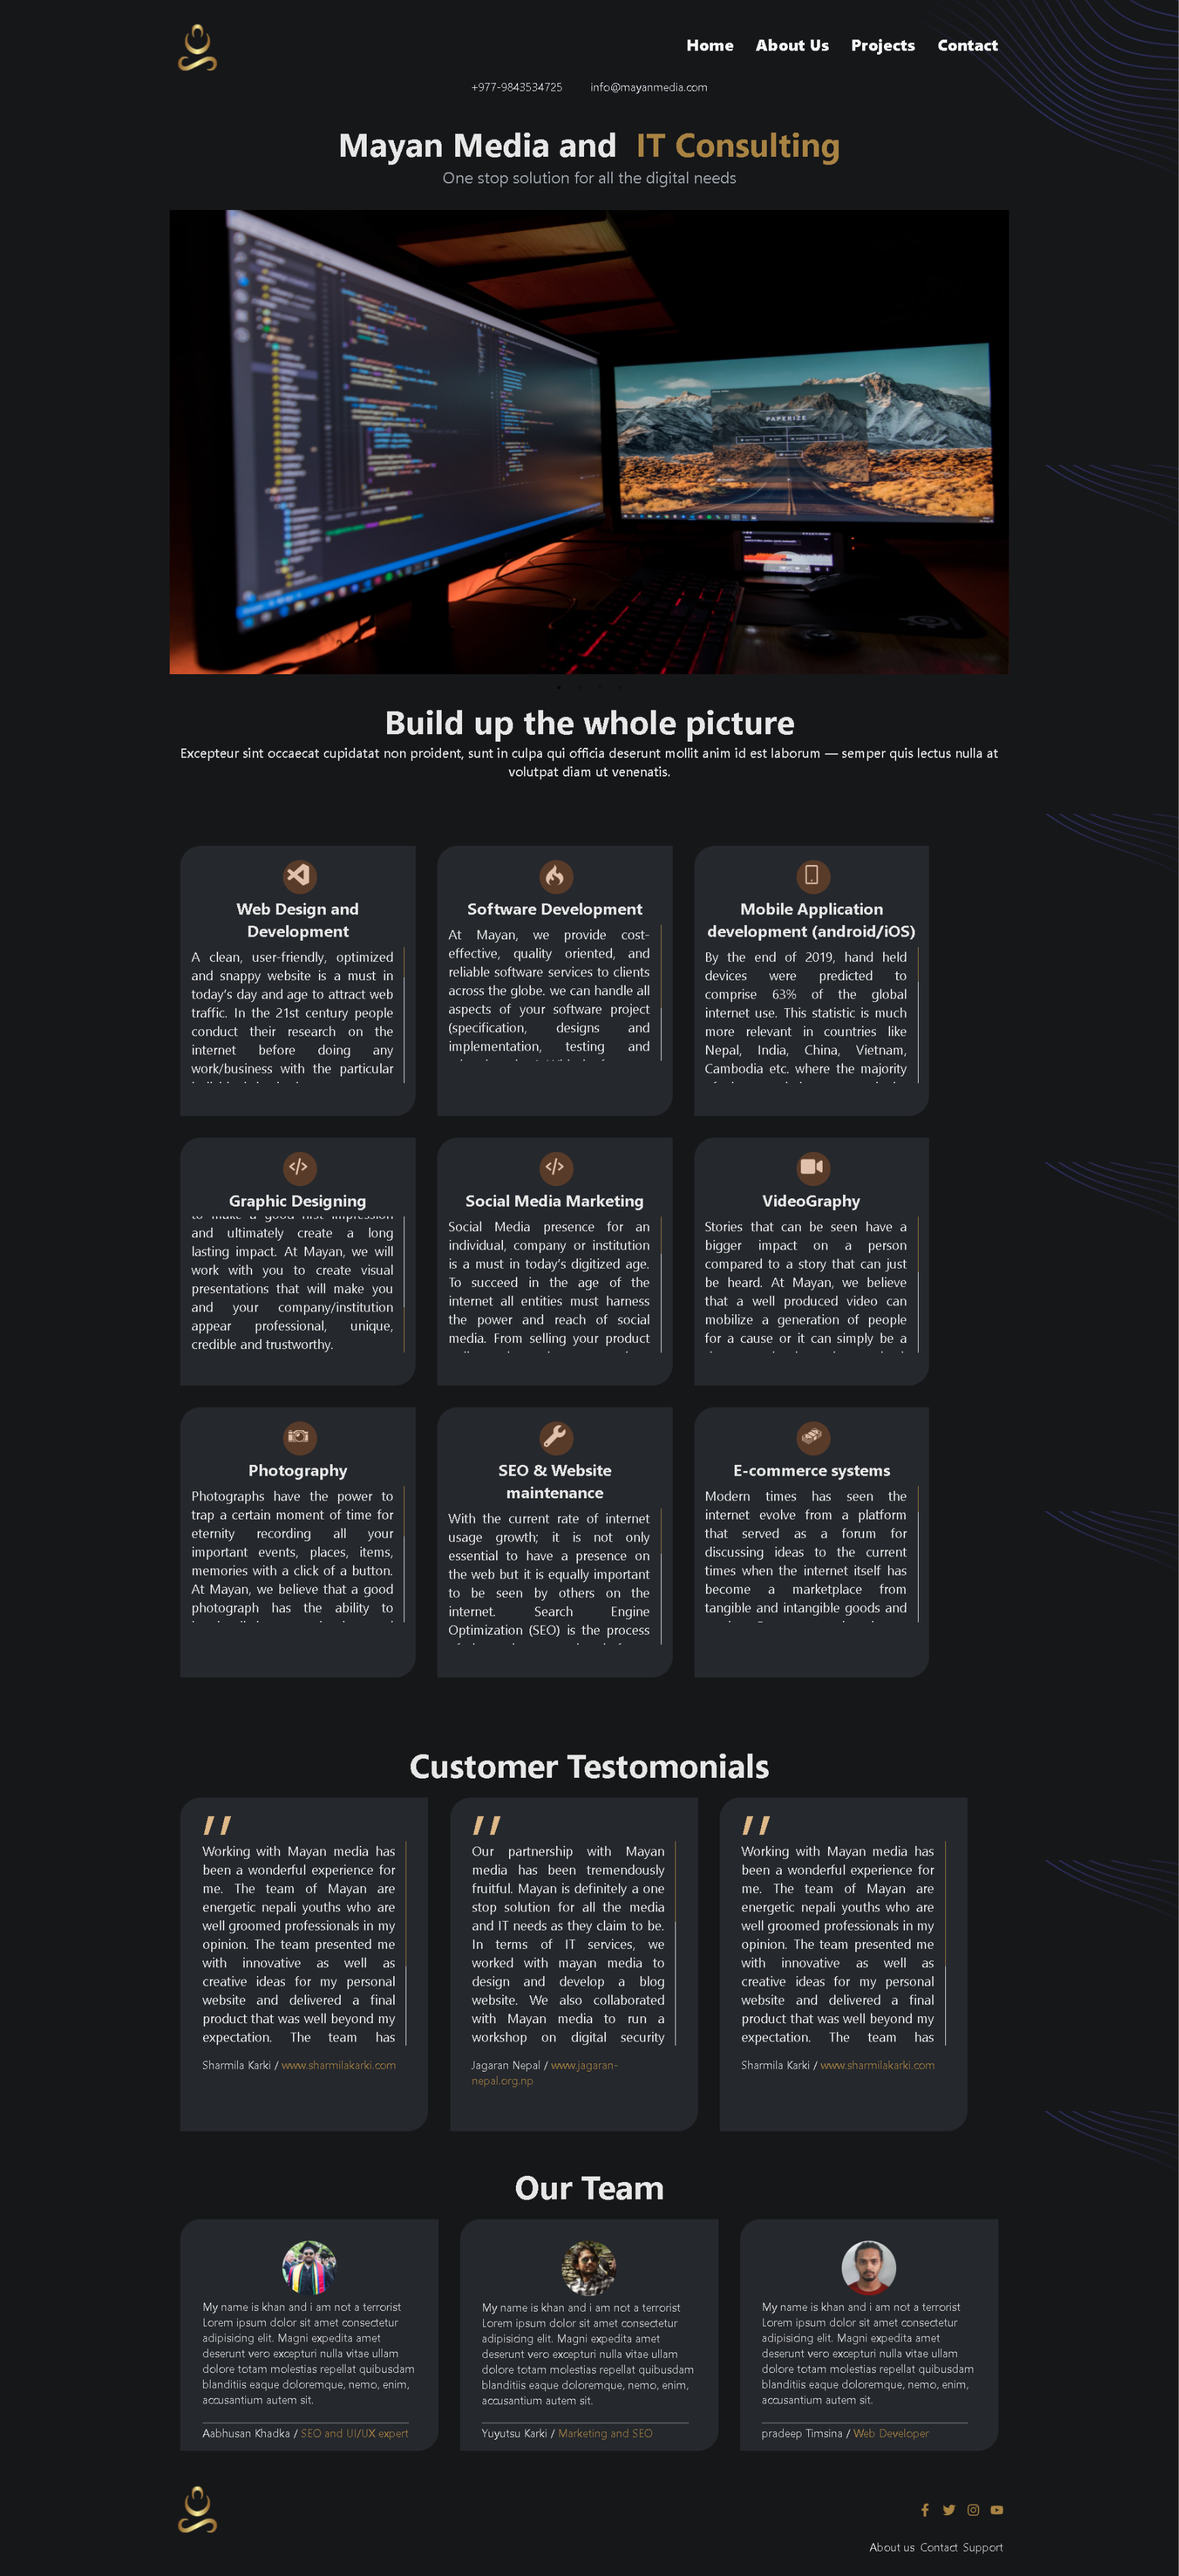 Home About Us Projects Contact
+977-9843534725 info@mayanmedia.com
Mayan Media and IT Consulting
One stop solution for all the digital needs
PAPERIZE
Build up the whole picture
Excepteur sint occaecat cupidatat non proident, sunt in culpa qui officia deserunt mollit anim id est laborum — semper quis lectus nulla at
volutpat diam ut venenatis.
Web Design and
Development
A clean, user-friendly, optimized
and snappy website is a must in
today's day and age to attract web
traffic. In the 21st century people
conduct their research on the
internet before doing any
work/business with the particular
Software Development
At Mayan, we provide cost-
effective, quality oriented, and
reliable software services to clients
across the globe. we can handle all
aspects of your software project
(specification, designs and
implementation, testing and
Mobile Application
development (android/iOS)
By the end of 2019, hand held
devices were predicted to
comprise 63% of the global
internet use. This statistic is much
more relevant in countries like
Nepal, India, China, Vietnam,
Cambodia etc. where the majority
Graphic Designing
to make a good first impression
and ultimately create a long
lasting impact. At Mayan, we will
work with you to create visual
presentations that will make you
and your company/institution
appear professional, unique,
credible and trustworthy.
Social Media Marketing
Social Media presence for an
individual, company or institution
is a must in today's digitized age.
To succeed in the age of the
internet all entities must harness
the power and reach of social
media. From selling your product
VideoGraphy
Stories that can be seen have a
bigger impact on a person
compared to a story that can just
be heard. At Mayan, we believe
that a well produced video can
mobilize a generation of people
for a cause or it can simply be a
Photography
Photographs have the power to
trap a certain moment of time for
eternity recording all your
important events, places, items,
memories with a click of a button.
At Mayan, we believe that a good
photograph has the ability to
SEO & Website
maintenance
With the current rate of internet
usage growth; it is not only
essential to have a presence on
the web but it is equally important
to be seen by others on the
internet. Search Engine
Optimization (SEO) is the process
E-commerce systems
Modern times has seen the
internet evolve from a platform
that served as a forum for
discussing ideas to the current
times when the internet itself has
become a marketplace from
tangible and intangible goods and
Customer Testomonials
Working with Mayan media has
been a wonderful experience for
me. The team of Mayan are
energetic nepali youths who are
well groomed professionals in my
opinion. The team presented me
with innovative as well as
creative ideas for my personal
website and delivered a final
product that was well beyond my
expectation. The team has
Sharmila Karki / www.sharmilakarki.com
Our partnership with Mayan
media has been tremendously
fruitful. Mayan is definitely a one
stop solution for all the media
and IT needs as they claim to be.
In terms of IT services, we
worked with mayan media to
design and develop a blog
website. We also collaborated
with Mayan media to run a
workshop on digital security
Jagaran Nepal / www.jagaran-
nepal.org.np
Working with Mayan media has
been a wonderful experience for
me. The team of Mayan are
energetic nepali youths who are
well groomed professionals in my
opinion. The team presented me
with innovative as well as
creative ideas for my personal
website and delivered a final
product that was well beyond my
expectation. The team has
Sharmila Karki / www.sharmilakarki.com
Our Team
My name is khan and i am not a terrorist
Lorem ipsum dolor sit amet consectetur
adipisicing elit. Magni expedita amet
deserunt vero excepturi nulla vitae ullam
dolore totam molestias repellat quibusdam
blanditiis eaque doloremque, nemo, enim,
accusantium autem sit.
Aabhusan Khadka / SEO and UI/UX expert
My name is khan and i am not a terrorist
Lorem ipsum dolor sit amet consectetur
adipisicing elit. Magni expedita amet
deserunt vero excepturi nulla vitae ullam
dolore totam molestias repellat quibusdam
blanditiis eaque doloremque, nemo, enim,
accusantium autem sit.
Yuyutsu Karki / Marketing and SEO
My name is khan and i am not a terrorist
Lorem ipsum dolor sit amet consectetur
adipisicing elit. Magni expedita amet
deserunt vero excepturi nulla vitae ullam
dolore totam molestias repellat quibusdam
blanditiis eaque doloremque, nemo, enim,
accusantium autem sit.
pradeep Timsina / Web Developer
About us Contact Support